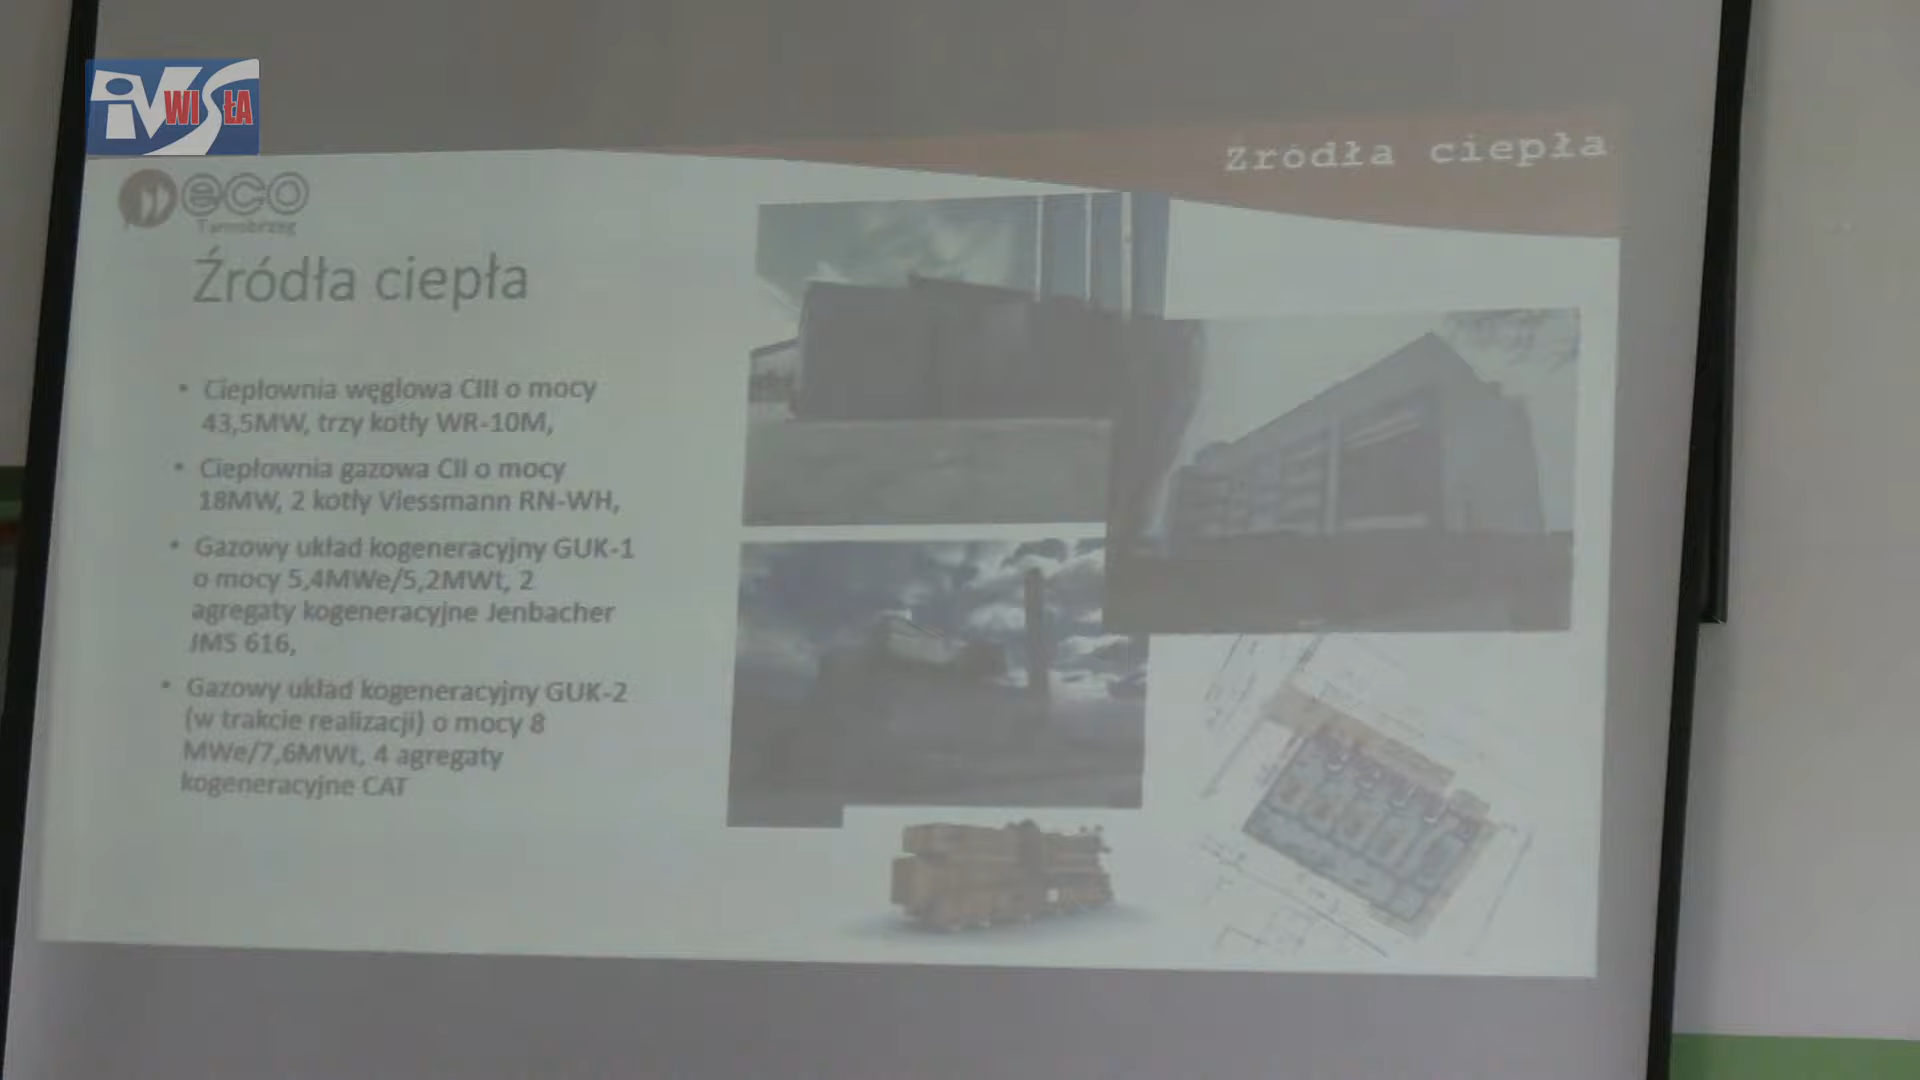 TV WISŁA
Źródła ciepła
eco
Tarnobrzeg
Źródła ciepła
• Ciepłownia węglowa CIII o mocy
43,5MW, trzy kotły WR-10M,
• Ciepłownia gazowa CII o mocy
18MW, 2 kotły Viessmann RN-WH,
• Gazowy układ kogeneracyjny GUK-1
o mocy 5,4MWe/5,2MWt, 2
agregaty kogeneracyjne Jenbacher
JMS 616,
• Gazowy układ kogeneracyjny GUK-2
(w trakcie realizacji) o mocy 8
MWe/7,6MWt, 4 agregaty
kogeneracyjne CAT